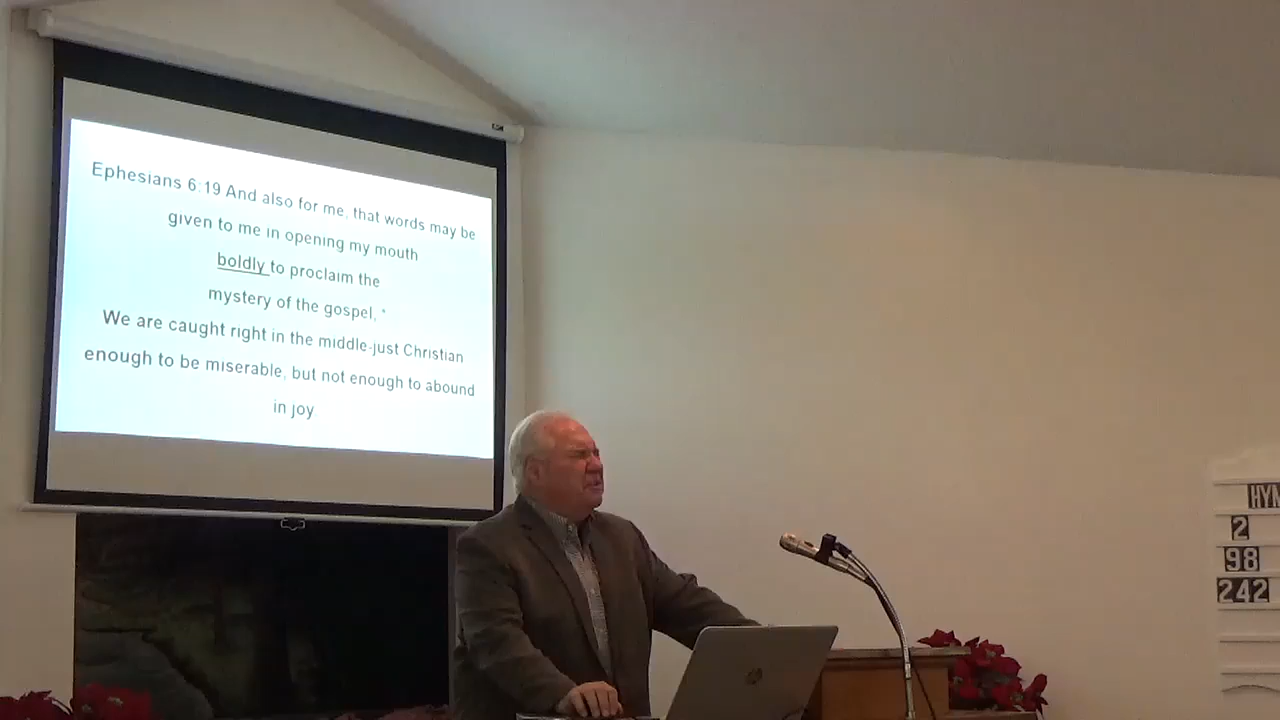 Ephesians 6:19 And also for me, that words may be
given to me in opening my mouth
boldly to proclaim the
mystery of the gospel, *
We are caught right in the middle-just Christian
enough to be miserable, but not enough to abound
in joy
HYM
2
98
242
hp